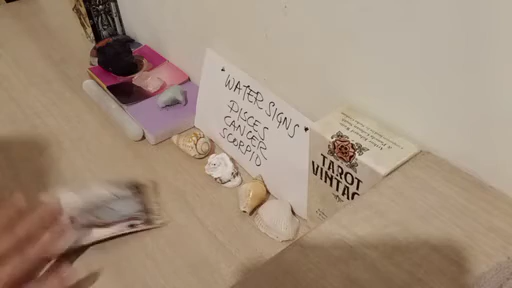 WATER SIGNS
PISCES
CANCER
SCORPIO
TAROT
VINTAG